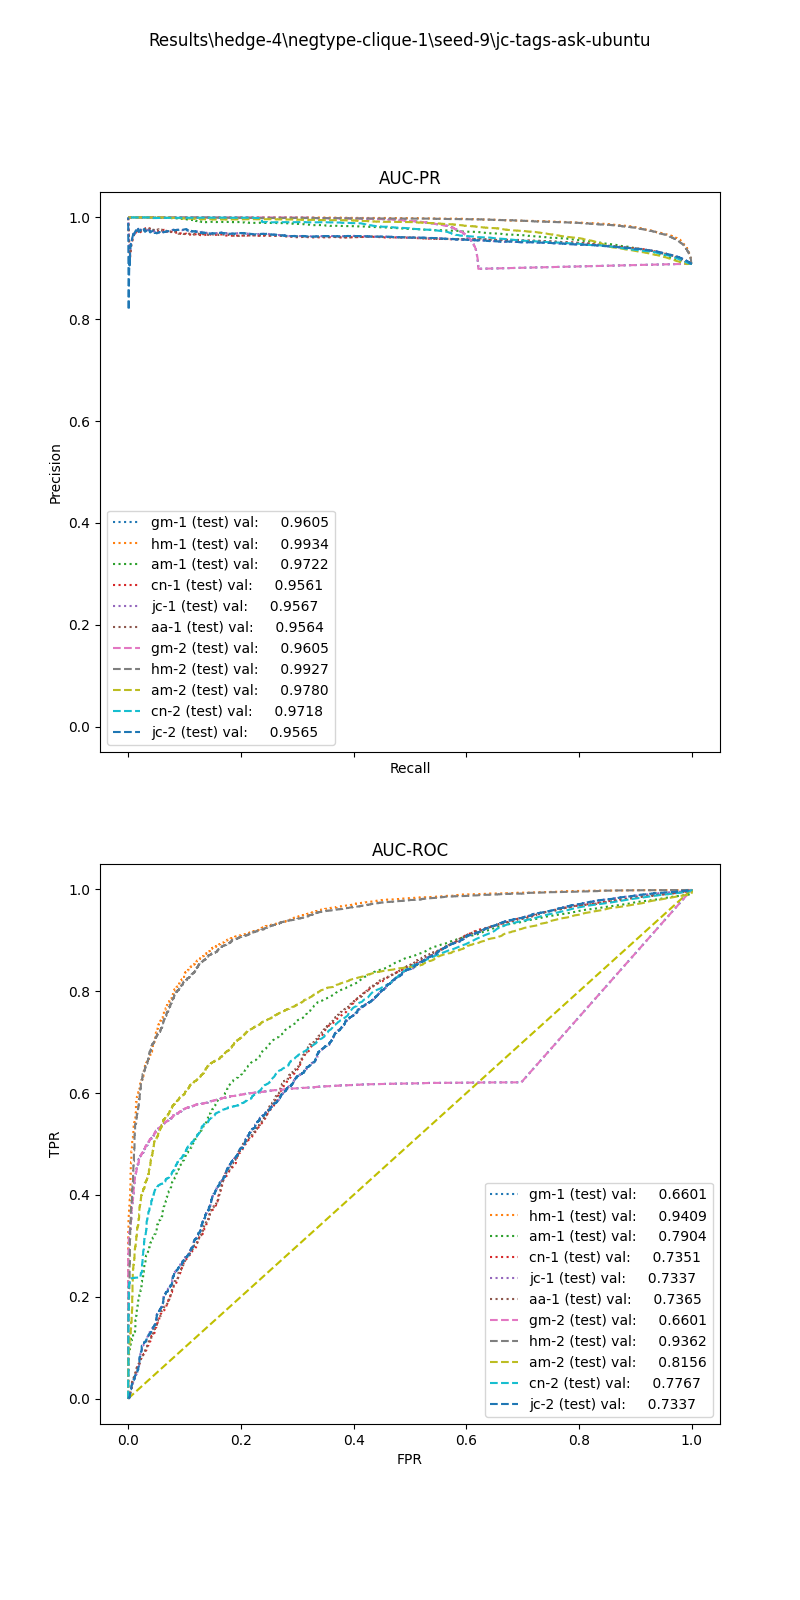 Results\hedge-4\negtype-clique-1\seed-9\jc-tags-ask-ubuntu
AUC-PR
1.0
0.8
0.6
0.4
0.2
0.0
Precision
gm-1 (test) val: 0.9605
hm-1 (test) val: 0.9934
am-1 (test) val: 0.9722
cn-1 (test) val: 0.9561
jc-1 (test) val: 0.9567
aa-1 (test) val: 0.9564
gm-2 (test) val: 0.9605
hm-2 (test) val: 0.9927
am-2 (test) val: 0.9780
cn-2 (test) val: 0.9718
jc-2 (test) val: 0.9565
Recall
AUC-ROC
1.0
0.8
0.6
0.4
0.2
0.0
TPR
gm-1 (test) val: 0.6601
hm-1 (test) val: 0.9409
am-1 (test) val: 0.7904
cn-1 (test) val: 0.7351
jc-1 (test) val: 0.7337
aa-1 (test) val: 0.7365
gm-2 (test) val: 0.6601
hm-2 (test) val: 0.9362
am-2 (test) val: 0.8156
cn-2 (test) val: 0.7767
jc-2 (test) val: 0.7337
0.0 0.2 0.4 0.6 0.8 1.0
FPR